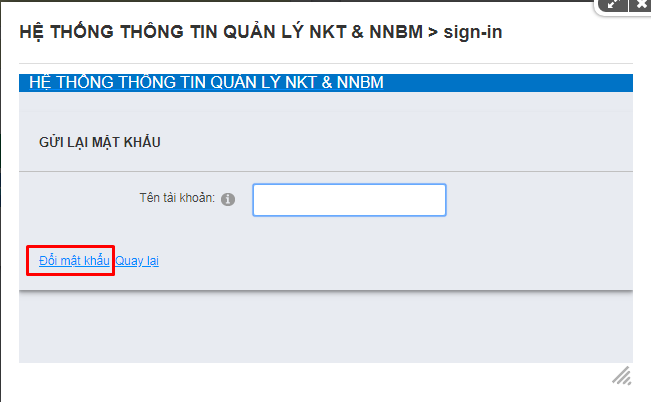 HỆ THỐNG THÔNG TIN QUẢN LÝ NKT & NNBM > sign-in
HỆ THỐNG THÔNG TIN QUẢN LÝ NKT & NNBM
GỬI LẠI MẬT KHẨU
Tên tài khoản:
Đổi mật khẩu Quay lại